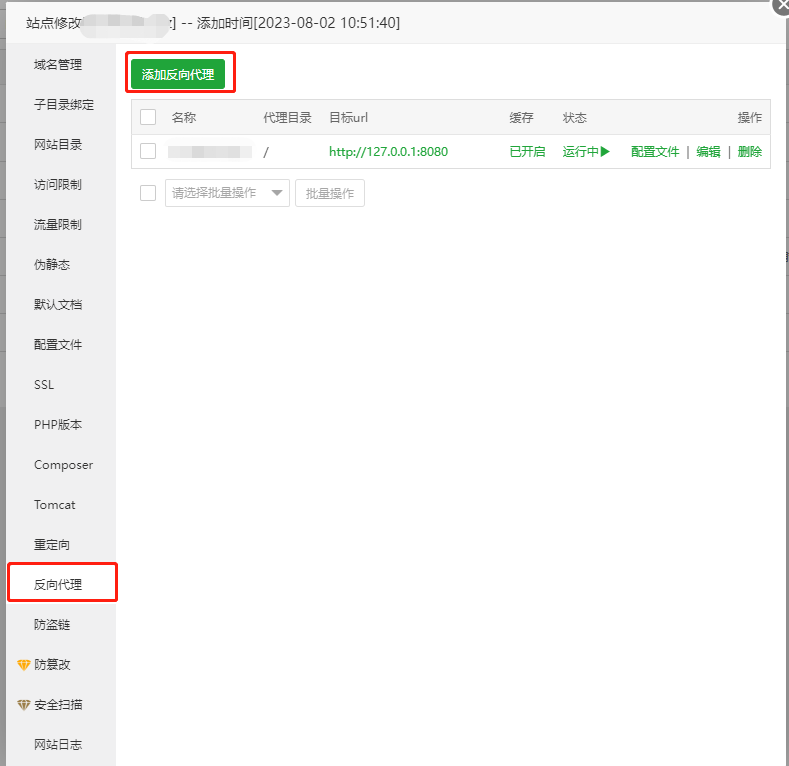 站点修改 z] -- 添加时间[2023-08-02 10:51:40]
域名管理
子目录绑定
网站目录
访问限制
流量限制
伪静态
默认文档
配置文件
SSL
PHP版本
Composer
Tomcat
重定向
反向代理
防盗链
防篡改
安全扫描
网站日志
添加反向代理
名称 代理目录 目标url 缓存 状态 操作
/ http://127.0.0.1:8080 已开启 运行中 配置文件 | 编辑 | 删除
请选择批量操作 批量操作